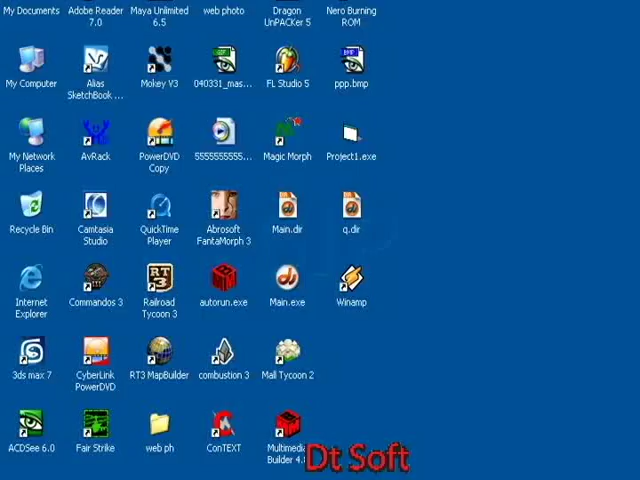 My Documents
Adobe Reader
7.0
Maya Unlimited
6.5
web photo
Dragon
UnPACKer 5
Nero Burning
ROM
My Computer
Alias
SketchBook ...
Mokey V3
040331_mas...
FL Studio 5
ppp.bmp
My Network
Places
AvRack
PowerDVD
Copy
5555555555...
Magic Morph
Project1.exe
Recycle Bin
Camtasia
Studio
QuickTime
Player
Abrosoft
FantaMorph 3
Main.dir
q.dir
Internet
Explorer
Commandos 3
RT
3
Railroad
Tycoon 3
autorun.exe
Main.exe
Winamp
3ds max 7
CyberLink
PowerDVD
RT3 MapBuilder
combustion 3
Mall Tycoon 2
ACDSee 6.0
Fair Strike
web ph
ConTEXT
Multimedia
Builder 4.8
Dt Soft